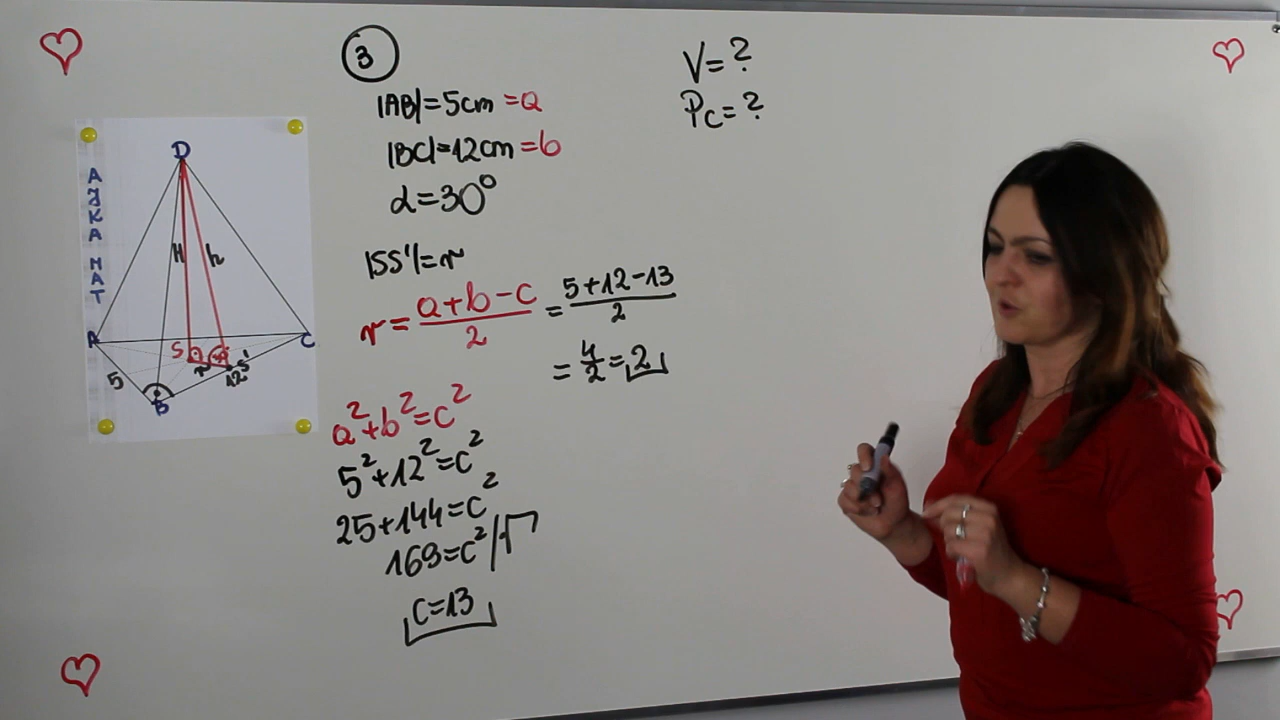 3
|AB|=5cm =a
|BC|=12cm =b
α=30°
|SS'|=r
r = (a+b-c)/2 = (5+12-13)/2
= 4/2 = 2
a²+b²=c²
5²+12²=c²
25+144=c²
169=c² /√
c=13
V=?
Pc=?
AJKA MAT
D
H h
A S C
r S'
5 12
B